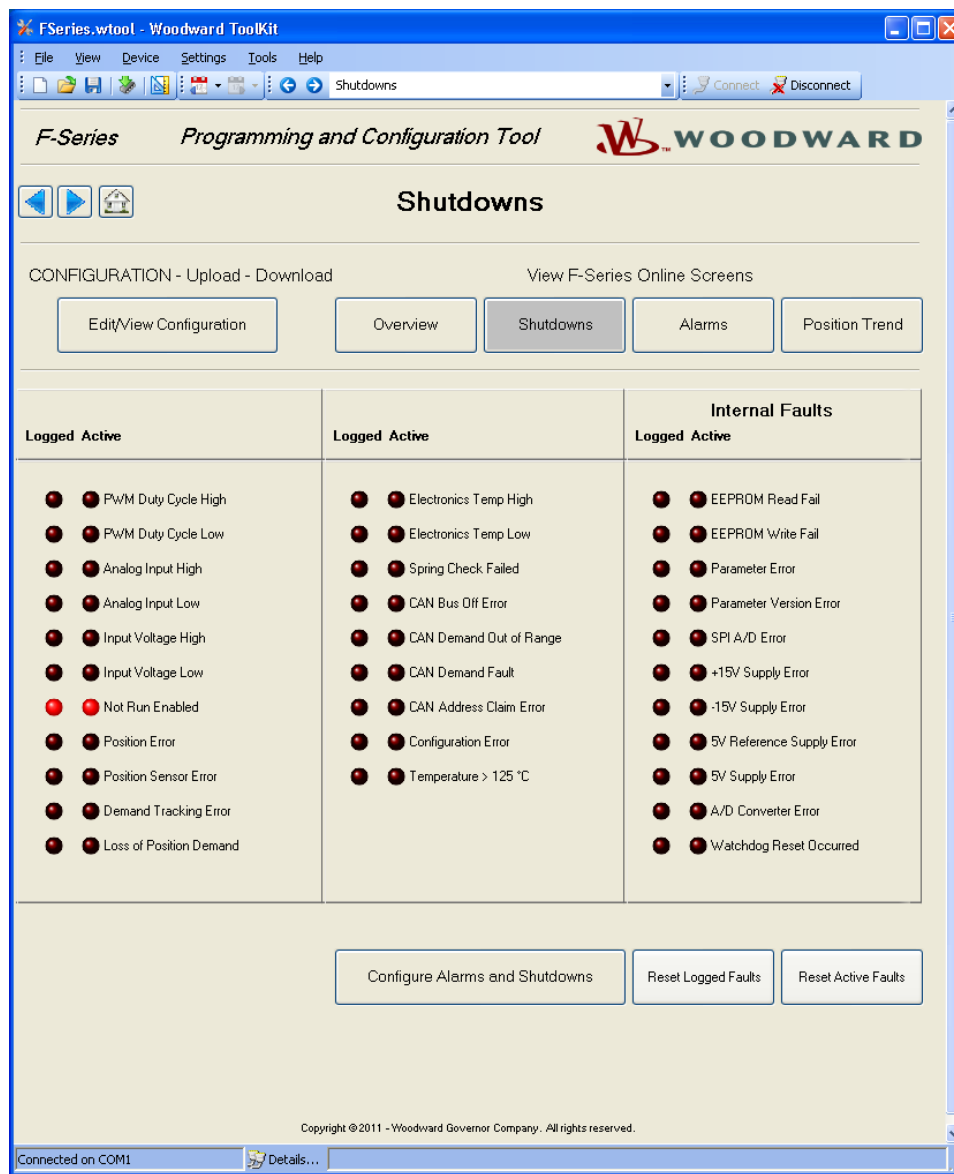 FSeries.wtool - Woodward ToolKit
File View Device Settings Tools Help
Shutdowns Connect Disconnect
F-Series Programming and Configuration Tool WOODWARD
Shutdowns
CONFIGURATION - Upload - Download View F-Series Online Screens
Edit/View Configuration Overview Shutdowns Alarms Position Trend
Internal Faults
Logged Active Logged Active Logged Active
PWM Duty Cycle High Electronics Temp High EEPROM Read Fail
PWM Duty Cycle Low Electronics Temp Low EEPROM Write Fail
Analog Input High Spring Check Failed Parameter Error
Analog Input Low CAN Bus Off Error Parameter Version Error
Input Voltage High CAN Demand Out of Range SPI A/D Error
Input Voltage Low CAN Demand Fault +15V Supply Error
Not Run Enabled CAN Address Claim Error -15V Supply Error
Position Error Configuration Error 5V Reference Supply Error
Position Sensor Error Temperature > 125 °C 5V Supply Error
Demand Tracking Error A/D Converter Error
Loss of Position Demand Watchdog Reset Occurred
Configure Alarms and Shutdowns Reset Logged Faults Reset Active Faults
Copyright © 2011 - Woodward Governor Company. All rights reserved.
Connected on COM1 Details...